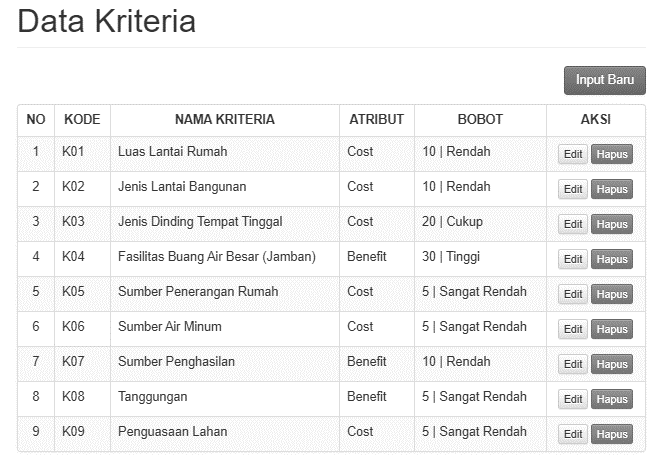 Data Kriteria
Input Baru
NO KODE NAMA KRITERIA ATRIBUT BOBOT AKSI
1 K01 Luas Lantai Rumah Cost 10 | Rendah Edit Hapus
2 K02 Jenis Lantai Bangunan Cost 10 | Rendah Edit Hapus
3 K03 Jenis Dinding Tempat Tinggal Cost 20 | Cukup Edit Hapus
4 K04 Fasilitas Buang Air Besar (Jamban) Benefit 30 | Tinggi Edit Hapus
5 K05 Sumber Penerangan Rumah Cost 5 | Sangat Rendah Edit Hapus
6 K06 Sumber Air Minum Cost 5 | Sangat Rendah Edit Hapus
7 K07 Sumber Penghasilan Benefit 10 | Rendah Edit Hapus
8 K08 Tanggungan Benefit 5 | Sangat Rendah Edit Hapus
9 K09 Penguasaan Lahan Cost 5 | Sangat Rendah Edit Hapus